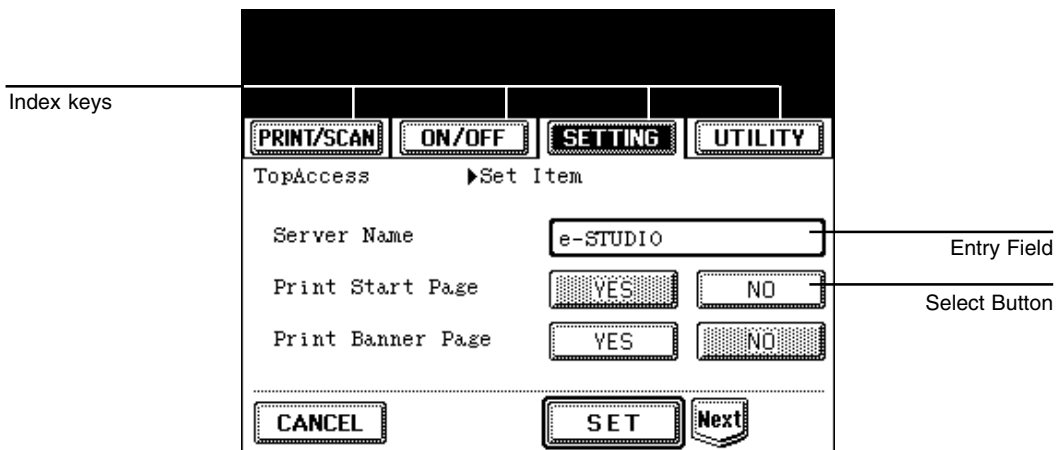 Index keys
PRINT/SCAN ON/OFF SETTING UTILITY
TopAccess ▶Set Item
Server Name e-STUDIO
Entry Field
Print Start Page YES NO
Select Button
Print Banner Page YES NO
CANCEL SET Next